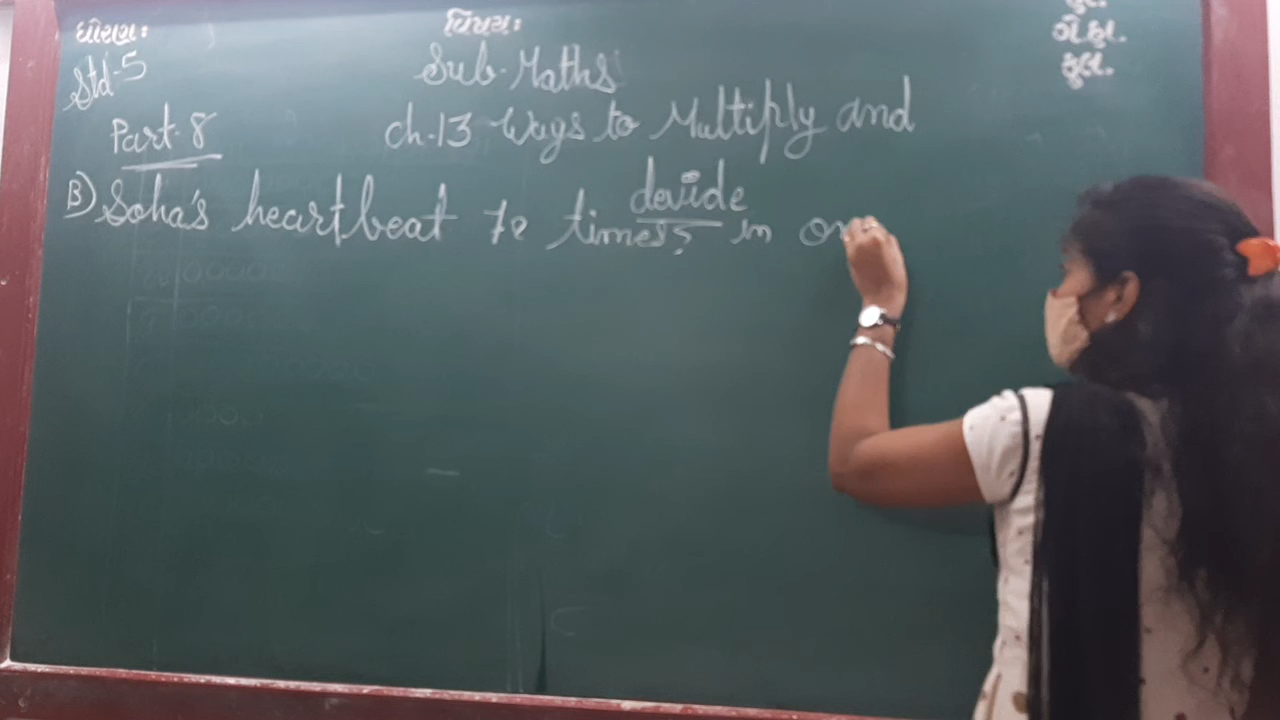 ધોરણ: વિષય:
Std-5 Sub-Maths
Part-8 ch-13 Ways to Multiply and
devide
B) Soha's heartbeat 72 times in on
ગે.હા.
કુલ.